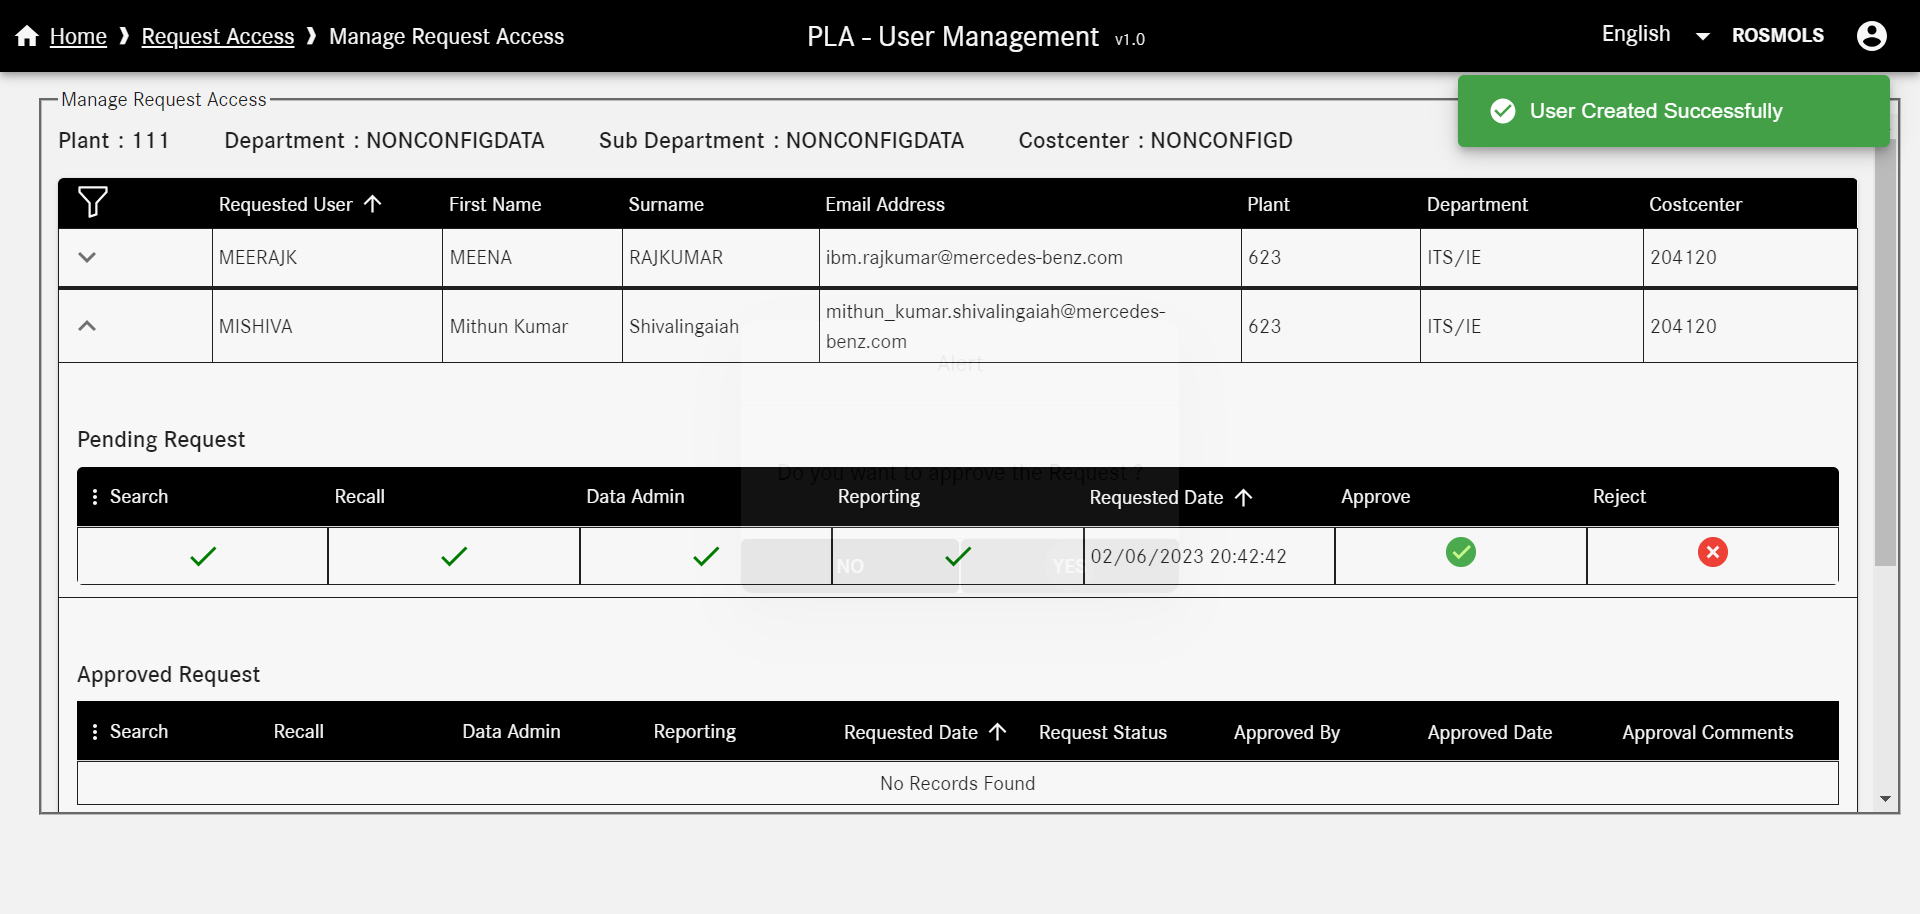 Home ❱ Request Access ❱ Manage Request Access
PLA - User Management v1.0
English
ROSMOLS
User Created Successfully
Manage Request Access
Plant : 111 Department : NONCONFIGDATA Sub Department : NONCONFIGDATA Costcenter : NONCONFIGD
Requested User First Name Surname Email Address Plant Department Costcenter
MEERAJK MEENA RAJKUMAR ibm.rajkumar@mercedes-benz.com 623 ITS/IE 204120
MISHIVA Mithun Kumar Shivalingaiah mithun_kumar.shivalingaiah@mercedes-
benz.com 623 ITS/IE 204120
Alert
Pending Request
Do you want to approve the Request ?
Search Recall Data Admin Reporting Requested Date Approve Reject
02/06/2023 20:42:42
NO YES
Approved Request
Search Recall Data Admin Reporting Requested Date Request Status Approved By Approved Date Approval Comments
No Records Found